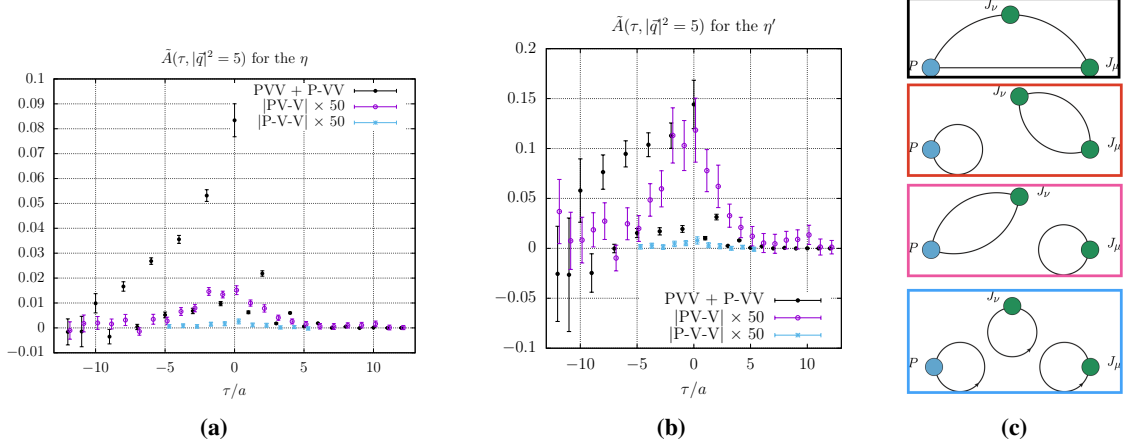 Ã(τ, |q⃗|² = 5) for the η
0.1
0.09
0.08
0.07
0.06
0.05
0.04
0.03
0.02
0.01
0
−0.01
PVV + P-VV
|PV-V| × 50
|P-V-V| × 50
−10 −5 0 5 10
τ/a
(a)
Ã(τ, |q⃗|² = 5) for the η′
0.2
0.15
0.1
0.05
0
−0.05
−0.1
PVV + P-VV
|PV-V| × 50
|P-V-V| × 50
−10 −5 0 5 10
τ/a
(b)
J_ν
P J_μ
J_ν
P J_μ
J_ν
P J_μ
J_ν
P J_μ
(c)